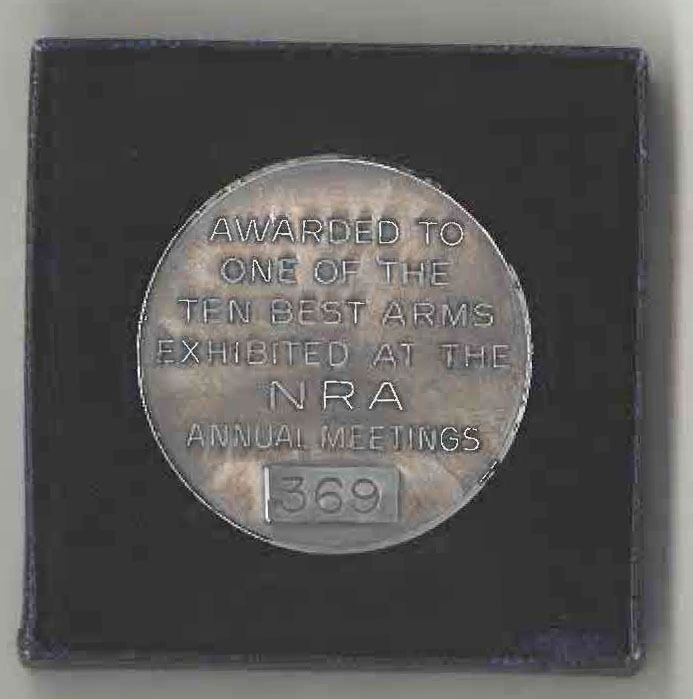 AWARDED TO
ONE OF THE
TEN BEST ARMS
EXHIBITED AT THE
NRA
ANNUAL MEETINGS
369